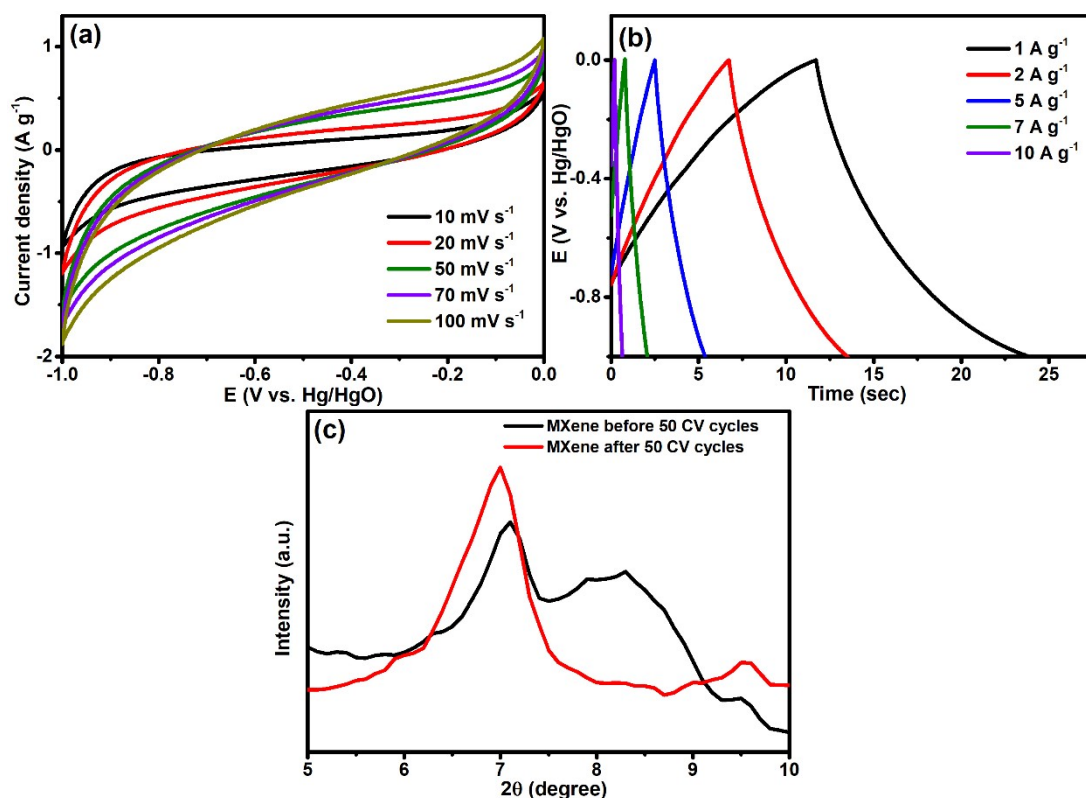 (a)
Current density (A g⁻¹)
1
0
-1
-2
-1.0 -0.8 -0.6 -0.4 -0.2 0.0
E (V vs. Hg/HgO)
10 mV s⁻¹
20 mV s⁻¹
50 mV s⁻¹
70 mV s⁻¹
100 mV s⁻¹
(b)
E (V vs. Hg/HgO)
0.0
-0.4
-0.8
0 5 10 15 20 25
Time (sec)
1 A g⁻¹
2 A g⁻¹
5 A g⁻¹
7 A g⁻¹
10 A g⁻¹
(c)
MXene before 50 CV cycles
MXene after 50 CV cycles
Intensity (a.u.)
5 6 7 8 9 10
2θ (degree)